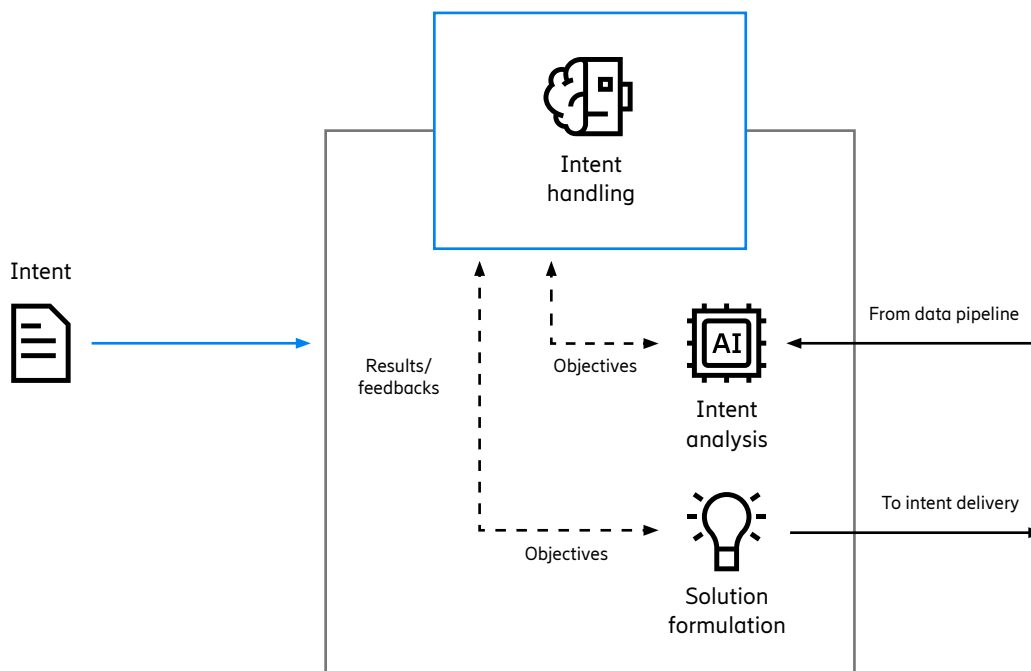 Intent
handling
Intent
From data pipeline
AI
Results/
feedbacks
Objectives
Intent
analysis
To intent delivery
Objectives
Solution
formulation